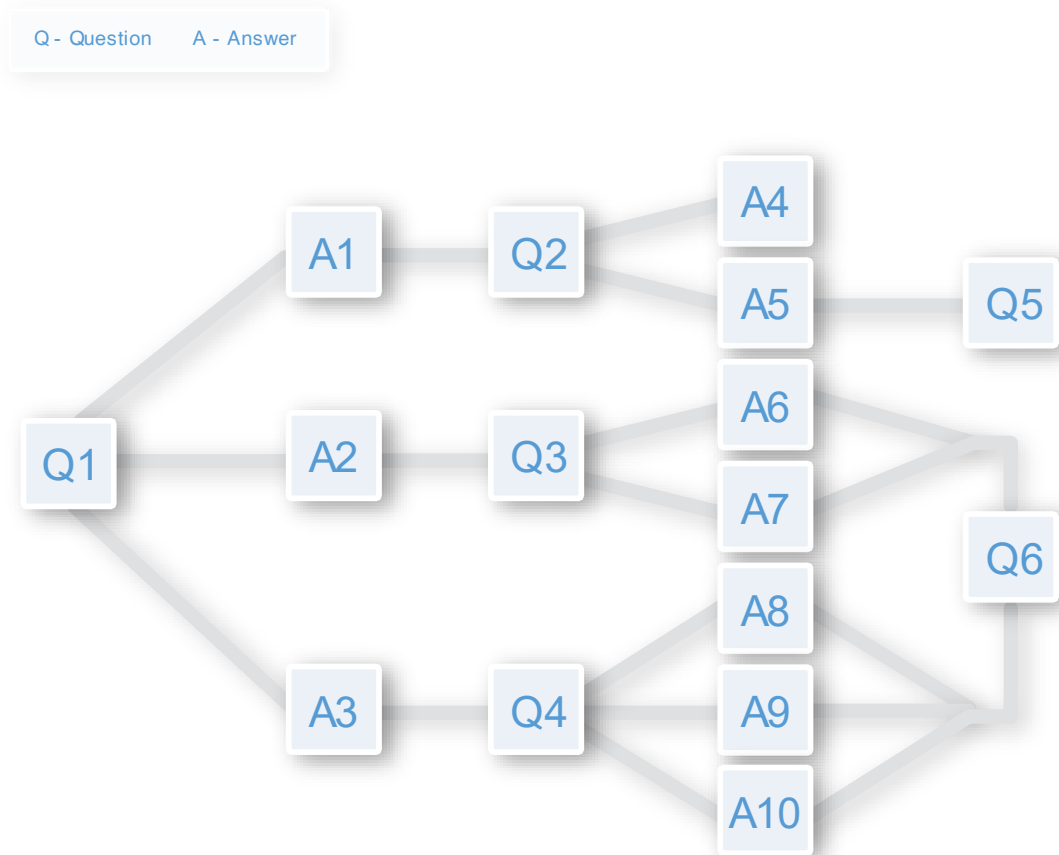 Q - Question A - Answer
A4
A1 Q2
A5 Q5
A6
Q1 A2 Q3
A7
Q6
A8
A3 Q4 A9
A10